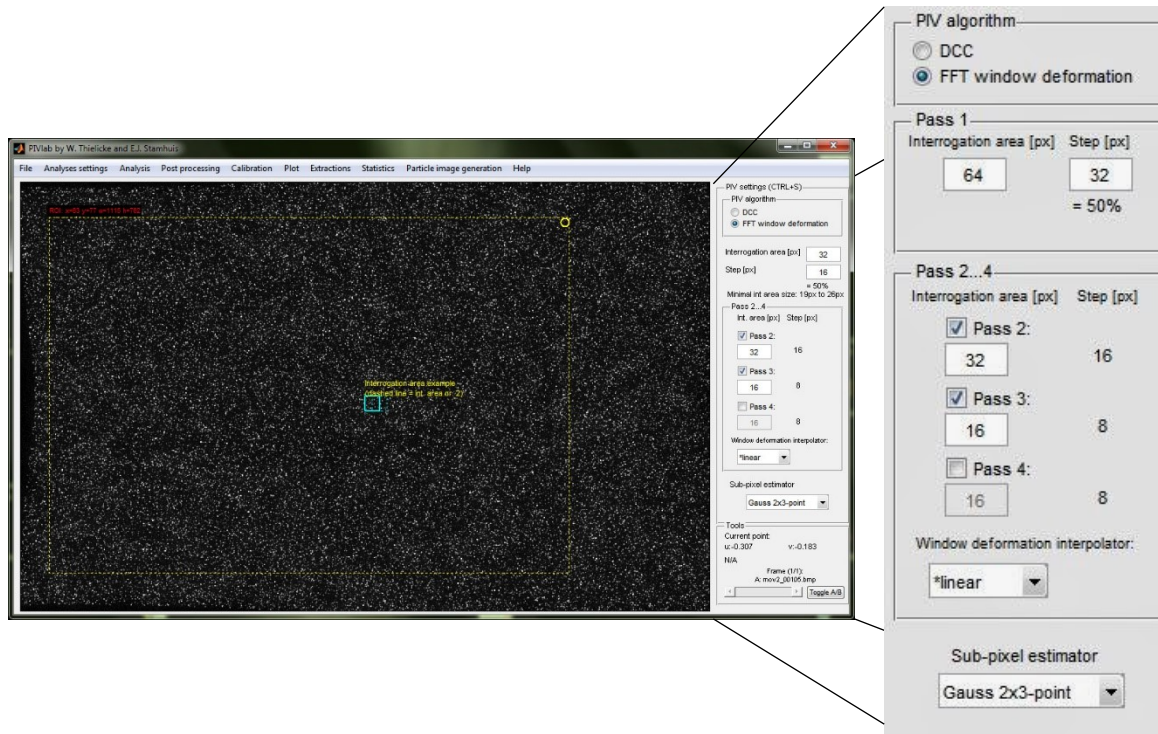 PIVlab by W. Thielicke and E.J. Stamhuis
File Analyses settings Analysis Post processing Calibration Plot Extractions Statistics Particle image generation Help
Interrogation area example
(dashed line = int. area nr. 2)
PIV settings (CTRL+S)
PIV algorithm
DCC
FFT window deformation
Interrogation area [px] 32
Step [px] 16
= 50%
Minimal int area size: 19px to 26px
Pass 2...4
Int. area [px] Step [px]
Pass 2:
32 16
Pass 3:
16 8
Pass 4:
16 8
Window deformation interpolator:
*linear
Sub-pixel estimator
Gauss 2x3-point
Tools
Current point:
u:-0.307 v:-0.183
N/A
Frame (1/1):
A: mov2_00105.bmp
Toggle A/B
PIV algorithm
DCC
FFT window deformation
Pass 1
Interrogation area [px] Step [px]
64 32
= 50%
Pass 2...4
Interrogation area [px] Step [px]
Pass 2:
32 16
Pass 3:
16 8
Pass 4:
16 8
Window deformation interpolator:
*linear
Sub-pixel estimator
Gauss 2x3-point